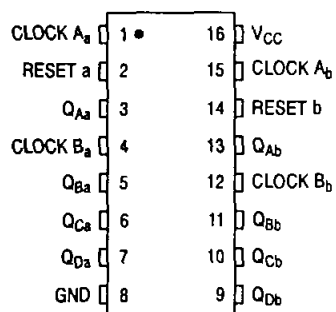 CLOCK Aa 1 16 VCC
RESET a 2 15 CLOCK Ab
QAa 3 14 RESET b
CLOCK Ba 4 13 QAb
QBa 5 12 CLOCK Bb
QCa 6 11 QBb
QDa 7 10 QCb
GND 8 9 QDb